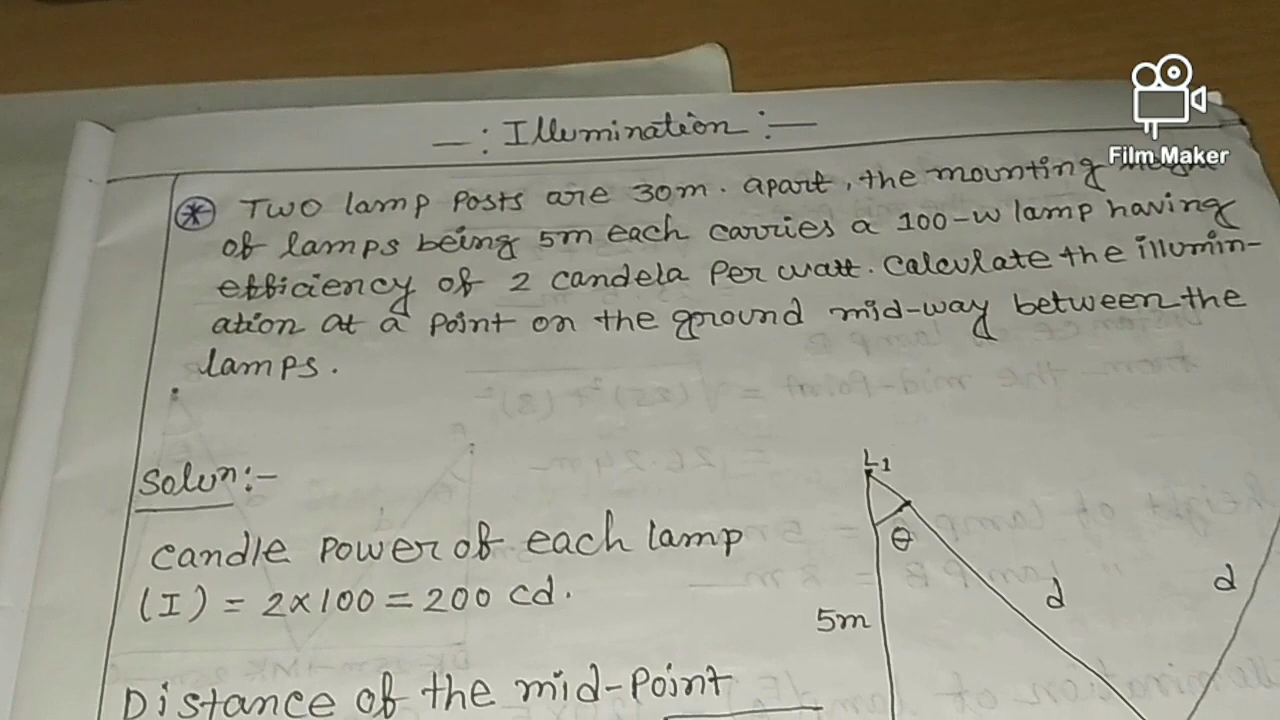 —: Illumination :—
Film Maker
* Two lamp Posts are 30m. apart, the mounting
of lamps being 5m each carries a 100-W lamp having
efficiency of 2 candela Per watt. Calculate the illumin-
ation at a Point on the ground mid-way between the
lamps.
Solun:-
Candle Power of each lamp
(I) = 2x100 = 200 cd.
Distance of the mid-Point
L1
θ
5m
d
d